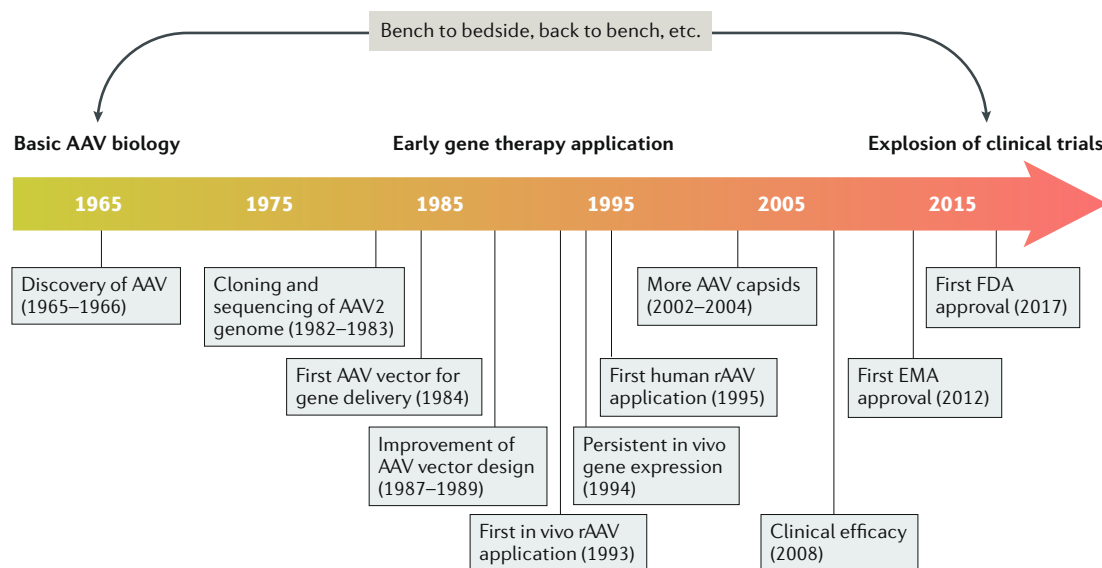 Bench to bedside, back to bench, etc.
Basic AAV biology
Early gene therapy application
Explosion of clinical trials
1965
1975
1985
1995
2005
2015
Discovery of AAV
(1965–1966)
Cloning and
sequencing of AAV2
genome (1982–1983)
More AAV capsids
(2002–2004)
First FDA
approval (2017)
First AAV vector for
gene delivery (1984)
First human rAAV
application (1995)
First EMA
approval (2012)
Improvement of
AAV vector design
(1987–1989)
Persistent in vivo
gene expression
(1994)
First in vivo rAAV
application (1993)
Clinical efficacy
(2008)